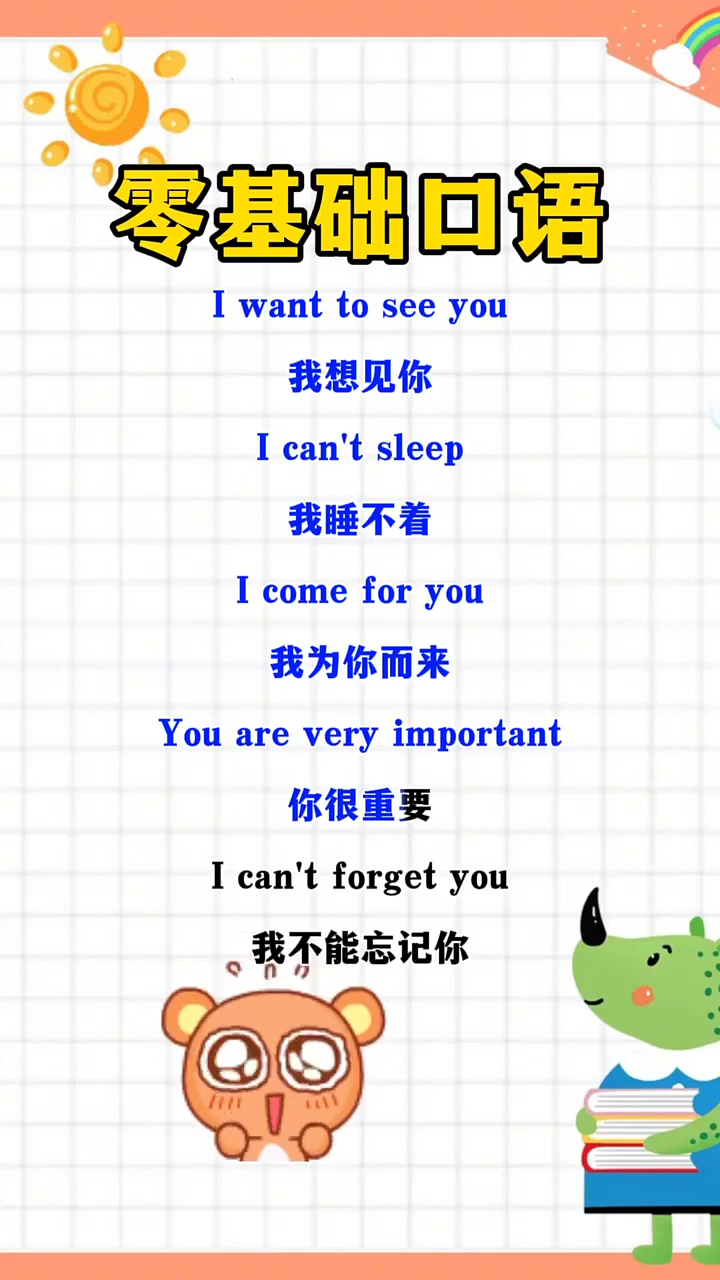 零基础口语
I want to see you
我想见你
I can't sleep
我睡不着
I come for you
我为你而来
You are very important
你很重要
I can't forget you
我不能忘记你